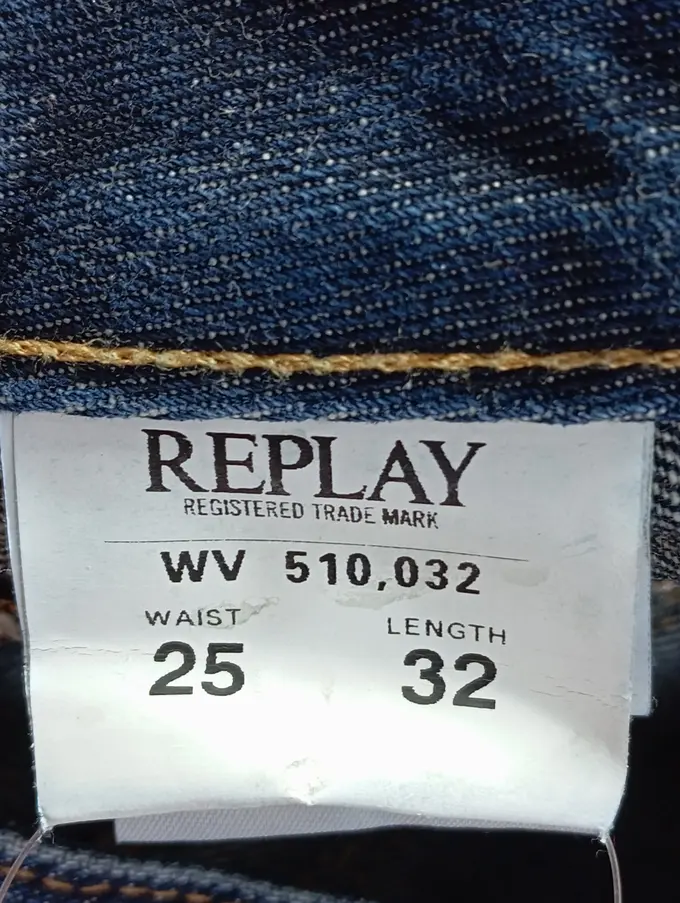 REPLAY
REGISTERED TRADE MARK
WV 510,032
WAIST LENGTH
25 32